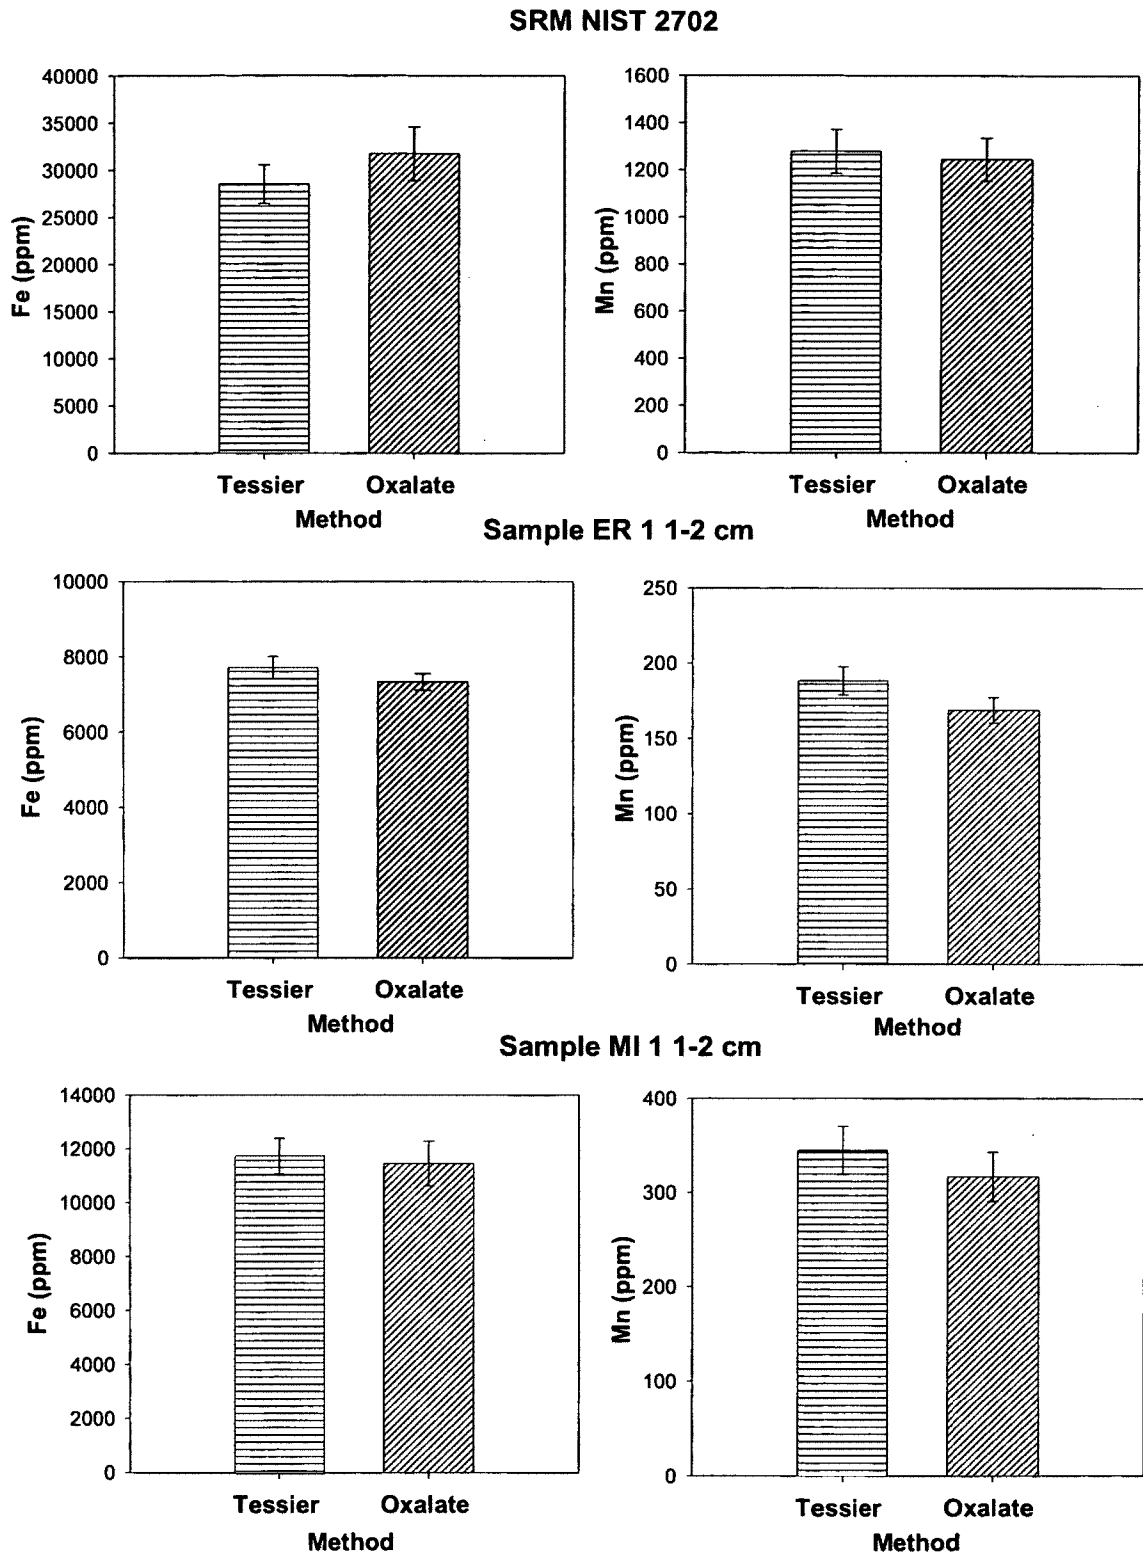 SRM NIST 2702
40000
35000
30000
25000
20000
15000
10000
5000
0
Fe (ppm)
Tessier Oxalate
Method
1600
1400
1200
1000
800
600
400
200
0
Mn (ppm)
Tessier Oxalate
Method
Sample ER 1 1-2 cm
10000
8000
6000
4000
2000
0
Fe (ppm)
Tessier Oxalate
Method
250
200
150
100
50
0
Mn (ppm)
Tessier Oxalate
Method
Sample MI 1 1-2 cm
14000
12000
10000
8000
6000
4000
2000
0
Fe (ppm)
Tessier Oxalate
Method
400
300
200
100
0
Mn (ppm)
Tessier Oxalate
Method